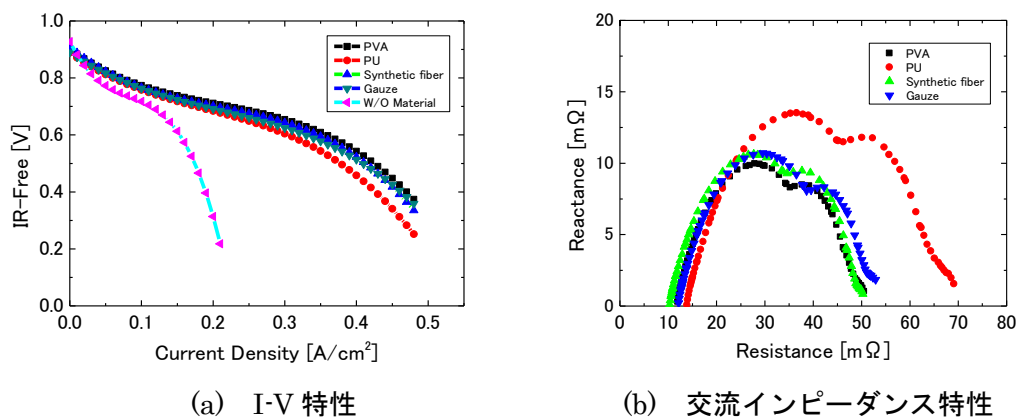 1.0
0.8
0.6
0.4
0.2
0.0
IR-Free [V]
0.0 0.1 0.2 0.3 0.4 0.5
Current Density [A/cm²]
PVA
PU
Synthetic fiber
Gauze
W/O Material
(a) I-V 特性
20
15
10
5
0
Reactance [mΩ]
0 10 20 30 40 50 60 70 80
Resistance [mΩ]
PVA
PU
Synthetic fiber
Gauze
(b) 交流インピーダンス特性